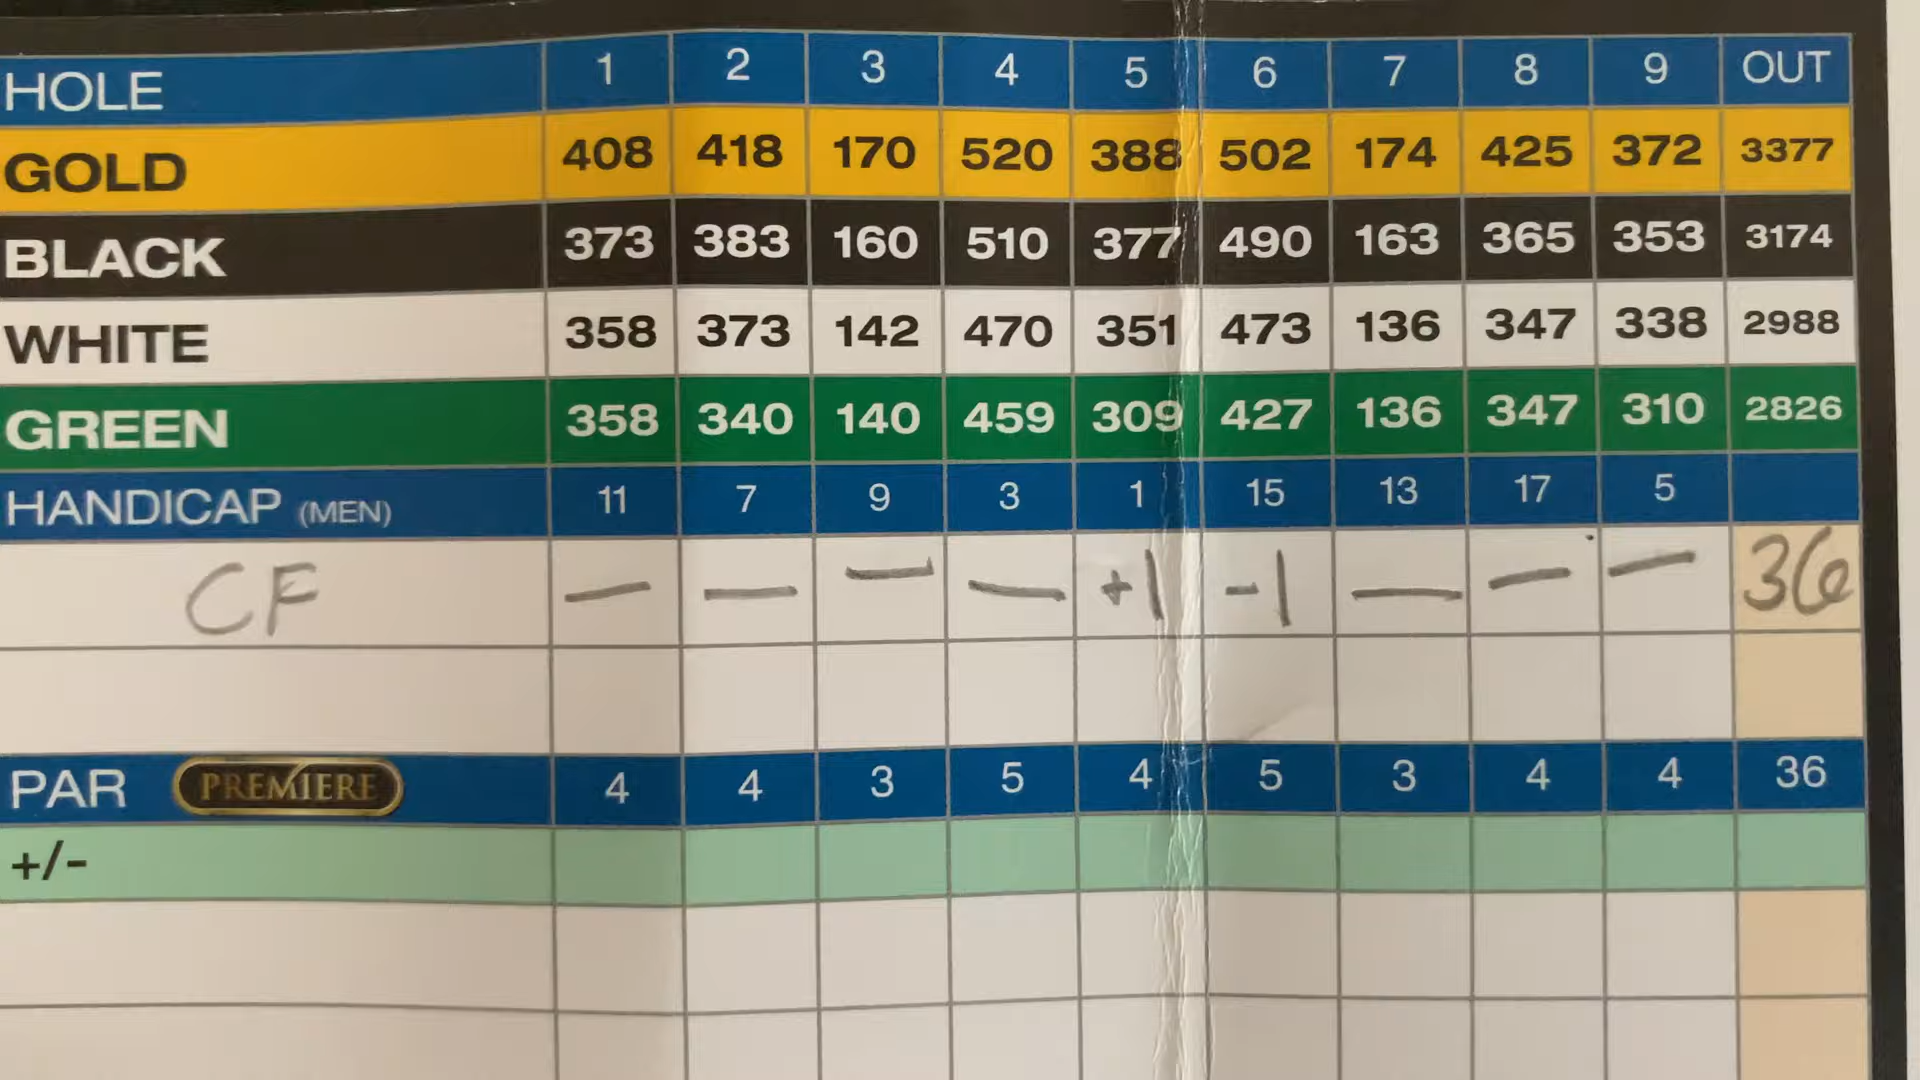 HOLE 1 2 3 4 5 6 7 8 9 OUT
GOLD 408 418 170 520 388 502 174 425 372 3377
BLACK 373 383 160 510 377 490 163 365 353 3174
WHITE 358 373 142 470 351 473 136 347 338 2988
GREEN 358 340 140 459 309 427 136 347 310 2826
HANDICAP (MEN) 11 7 9 3 1 15 13 17 5
CF — — — — +1 -1 — — — 36
PAR PREMIERE 4 4 3 5 4 5 3 4 4 36
+/-